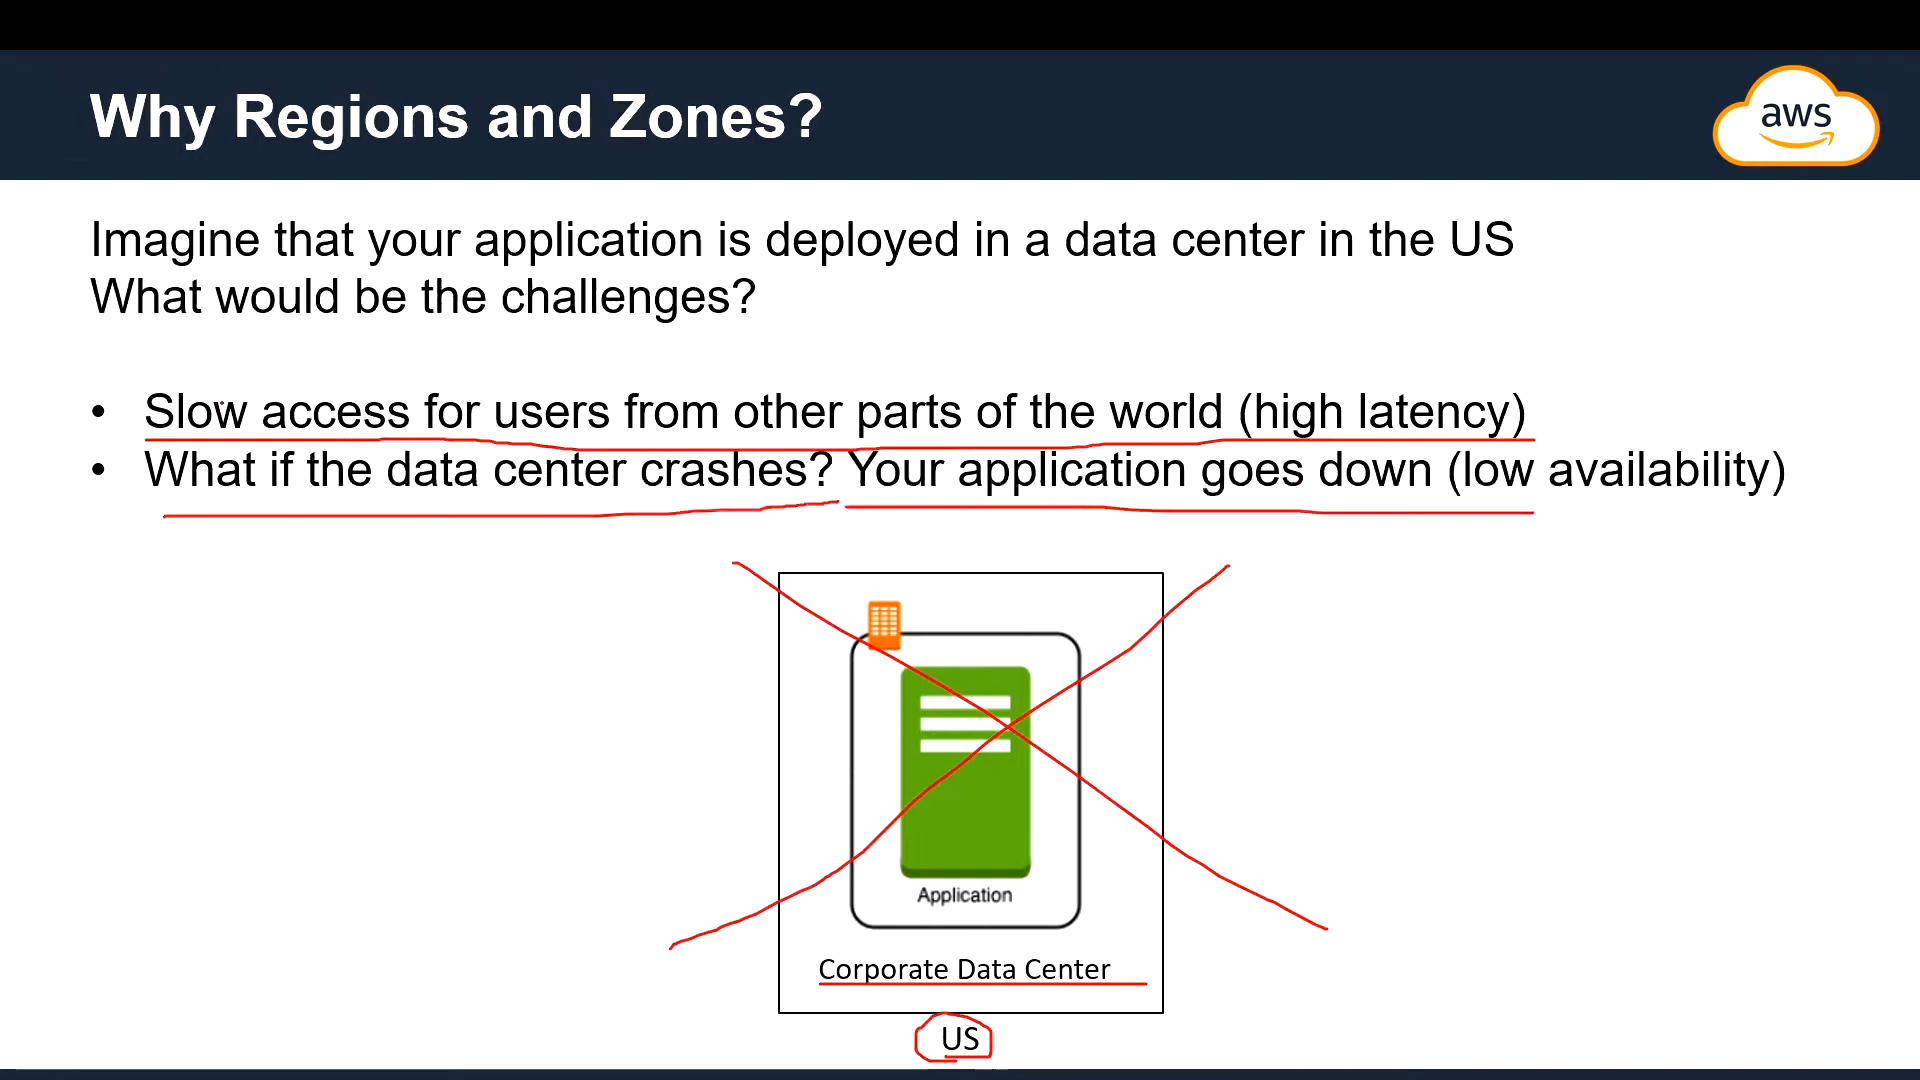 Why Regions and Zones?
aws
Imagine that your application is deployed in a data center in the US
What would be the challenges?
• Slow access for users from other parts of the world (high latency)
• What if the data center crashes? Your application goes down (low availability)
Application
Corporate Data Center
US